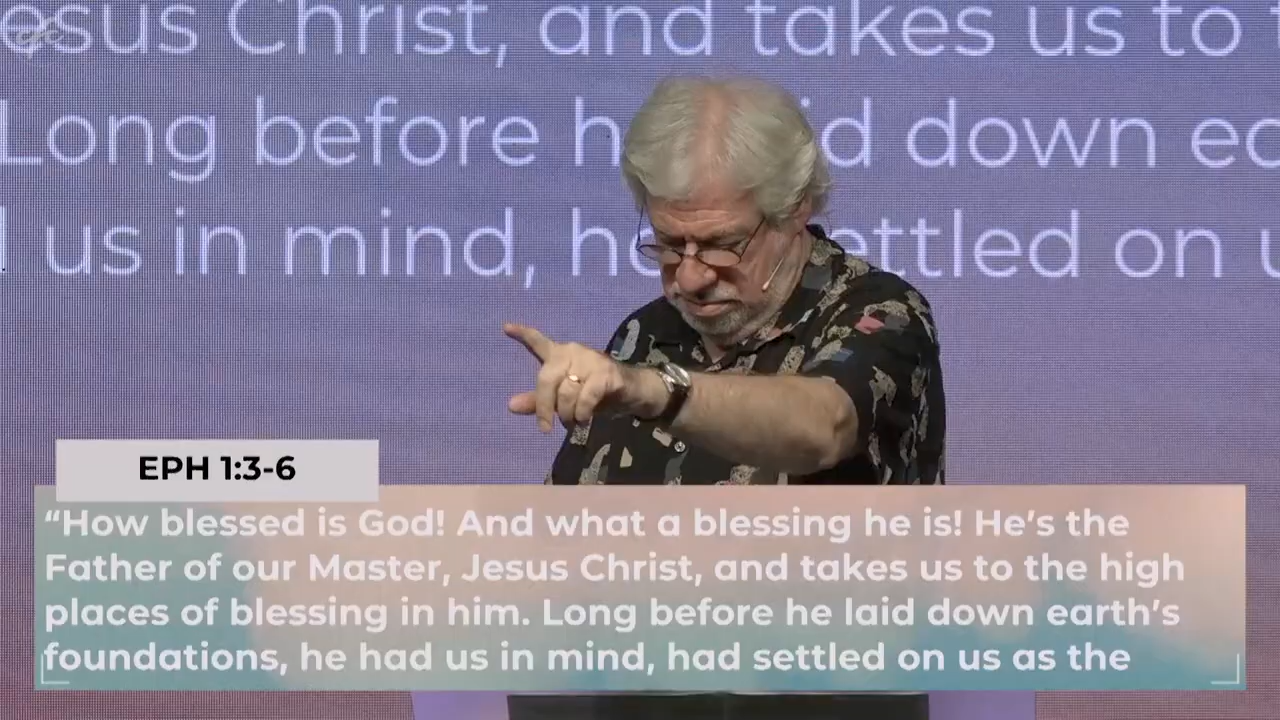 esus Christ, and takes us to
Long before h id down
us in mind, ha ettled on
EPH 1:3-6
“How blessed is God! And what a blessing he is! He’s the
Father of our Master, Jesus Christ, and takes us to the high
places of blessing in him. Long before he laid down earth’s
foundations, he had us in mind, had settled on us as the